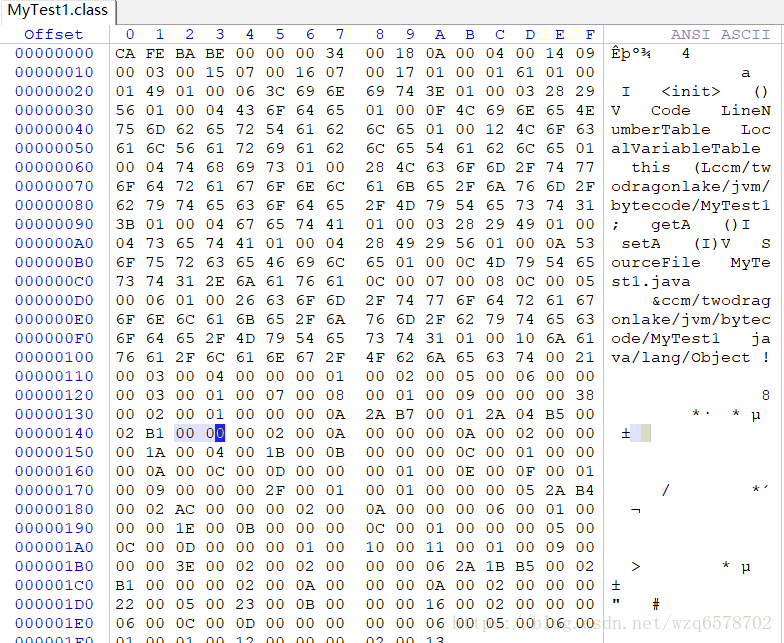 MyTest1.class
Offset 0 1 2 3 4 5 6 7 8 9 A B C D E F ANSI ASCII
00000000 CA FE BA BE 00 00 00 34 00 18 0A 00 04 00 14 09 Êþº¾ 4
00000010 00 03 00 15 07 00 16 07 00 17 01 00 01 61 01 00 a
00000020 01 49 01 00 06 3C 69 6E 69 74 3E 01 00 03 28 29 I <init> ()
00000030 56 01 00 04 43 6F 64 65 01 00 0F 4C 69 6E 65 4E V Code LineN
00000040 75 6D 62 65 72 54 61 62 6C 65 01 00 12 4C 6F 63 umberTable Loc
00000050 61 6C 56 61 72 69 61 62 6C 65 54 61 62 6C 65 01 alVariableTable
00000060 00 04 74 68 69 73 01 00 28 4C 63 6F 6D 2F 74 77 this (Lcom/tw
00000070 6F 64 72 61 67 6F 6E 6C 61 6B 65 2F 6A 76 6D 2F odragonlake/jvm/
00000080 62 79 74 65 63 6F 64 65 2F 4D 79 54 65 73 74 31 bytecode/MyTest1
00000090 3B 01 00 04 67 65 74 41 01 00 03 28 29 49 01 00 ; getA ()I
000000A0 04 73 65 74 41 01 00 04 28 49 29 56 01 00 0A 53 setA (I)V S
000000B0 6F 75 72 63 65 46 69 6C 65 01 00 0C 4D 79 54 65 ourceFile MyTe
000000C0 73 74 31 2E 6A 61 76 61 0C 00 07 00 08 0C 00 05 st1.java
000000D0 00 06 01 00 26 63 6F 6D 2F 74 77 6F 64 72 61 67 &com/twodrag
000000E0 6F 6E 6C 61 6B 65 2F 6A 76 6D 2F 62 79 74 65 63 onlake/jvm/bytec
000000F0 6F 64 65 2F 4D 79 54 65 73 74 31 01 00 10 6A 61 ode/MyTest1 ja
00000100 76 61 2F 6C 61 6E 67 2F 4F 62 6A 65 63 74 00 21 va/lang/Object !
00000110 00 03 00 04 00 00 00 01 00 02 00 05 00 06 00 00
00000120 00 03 00 01 00 07 00 08 00 01 00 09 00 00 00 38 8
00000130 00 02 00 01 00 00 00 0A 2A B7 00 01 2A 04 B5 00 *· * µ
00000140 02 B1 00 00 00 02 00 0A 00 00 00 0A 00 02 00 00 ±
00000150 00 1A 00 04 00 1B 00 0B 00 00 00 0C 00 01 00 00
00000160 00 0A 00 0C 00 0D 00 00 00 01 00 0E 00 0F 00 01
00000170 00 09 00 00 00 2F 00 01 00 01 00 00 00 05 2A B4 / *´
00000180 00 02 AC 00 00 00 02 00 0A 00 00 00 06 00 01 00 ¬
00000190 00 00 1E 00 0B 00 00 00 0C 00 01 00 00 00 05 00
000001A0 0C 00 0D 00 00 00 01 00 10 00 11 00 01 00 09 00
000001B0 00 00 3E 00 02 00 02 00 00 00 06 2A 1B B5 00 02 > * µ
000001C0 B1 00 00 00 02 00 0A 00 00 00 0A 00 02 00 00 00 ±
000001D0 22 00 05 00 23 00 0B 00 00 00 16 00 02 00 00 00 " #
000001E0 06 00 0C 00 0D 00 00 00 00 00 06 00 05 00 06 00
000001F0 01 00 01 00 12 00 00 00 02 00 13
https://blog.csdn.net/wzq6578702